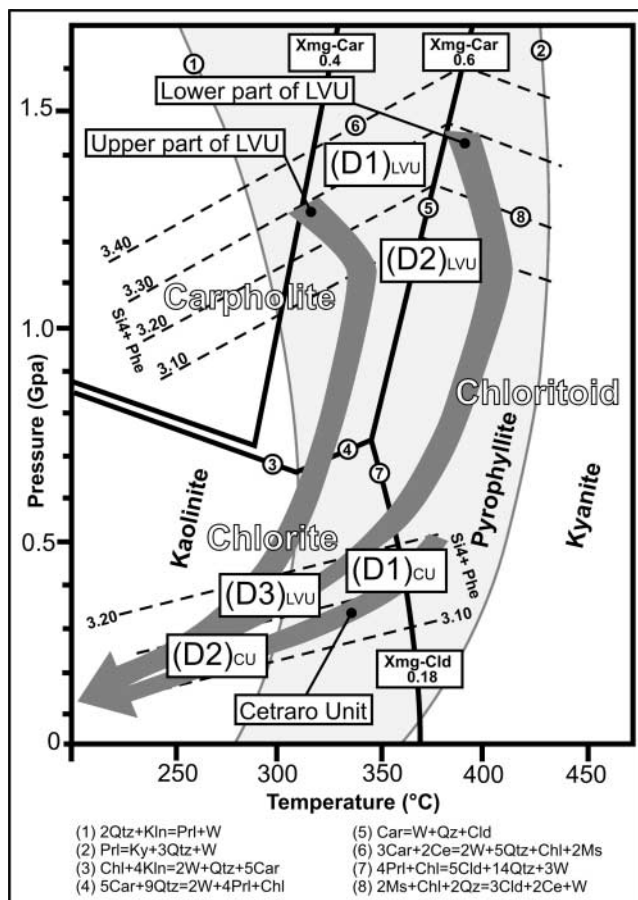 Xmg-Car
0.4
Xmg-Car
0.6
1
2
Lower part of LVU
1.5
6
Upper part of LVU
(D1)LVU
5
8
3.40
(D2)LVU
3.30
Carpholite
Si4+ Phe
3.20
1.0
3.10
Chloritoid
Pressure (Gpa)
4
3
7
Kaolinite
Pyrophyllite
Kyanite
Chlorite
0.5
Si4+ Phe
(D1)CU
(D3)LVU
3.20
3.10
(D2)CU
Xmg-Cld
0.18
Cetraro Unit
0
250
300
350
400
450
Temperature (°C)
(1) 2Qtz+Kln=Prl+W
(2) Prl=Ky+3Qtz+W
(3) Chl+4Kln=2W+Qtz+5Car
(4) 5Car+9Qtz=2W+4Prl+Chl
(5) Car=W+Qz+Cld
(6) 3Car+2Ce=2W+5Qtz+Chl+2Ms
(7) 4Prl+Chl=5Cld+14Qtz+3W
(8) 2Ms+Chl+2Qz=3Cld+2Ce+W